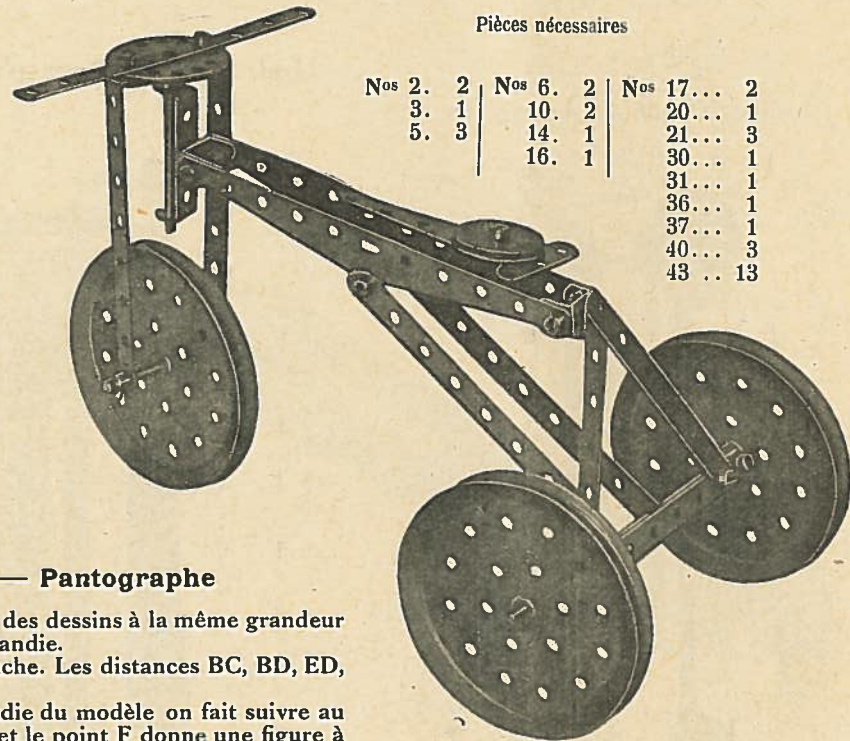 Pièces nécessaires
Nos 2. 2
3. 1
5. 3
Nos 6. 2
10. 2
14. 1
16. 1
Nos 17... 2
20... 1
21... 3
30... 1
31... 1
36... 1
37... 1
40... 3
43 .. 13
— Pantographe
des dessins à la même grandeur
andie.
che. Les distances BC, BD, ED,
die du modèle on fait suivre au
et le point F donne une figure à